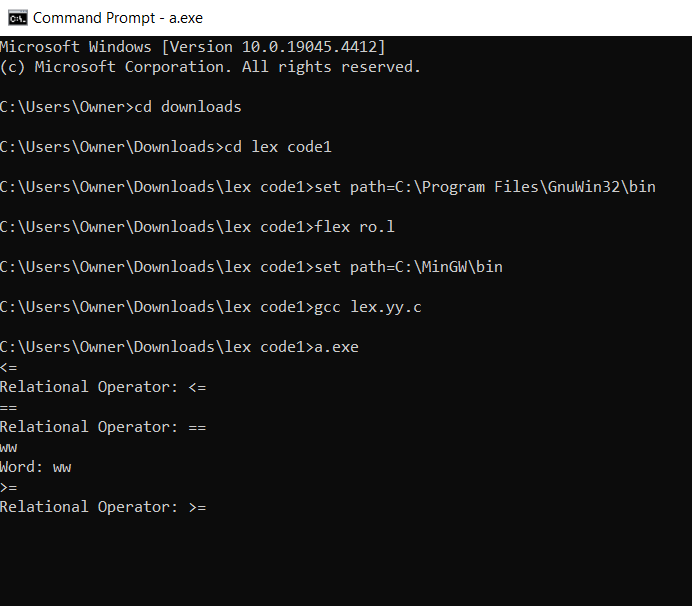 Command Prompt - a.exe
Microsoft Windows [Version 10.0.19045.4412]
(c) Microsoft Corporation. All rights reserved.
C:\Users\Owner>cd downloads
C:\Users\Owner\Downloads>cd lex code1
C:\Users\Owner\Downloads\lex code1>set path=C:\Program Files\GnuWin32\bin
C:\Users\Owner\Downloads\lex code1>flex ro.l
C:\Users\Owner\Downloads\lex code1>set path=C:\MinGW\bin
C:\Users\Owner\Downloads\lex code1>gcc lex.yy.c
C:\Users\Owner\Downloads\lex code1>a.exe
<=
Relational Operator: <=
==
Relational Operator: ==
ww
Word: ww
>=
Relational Operator: >=